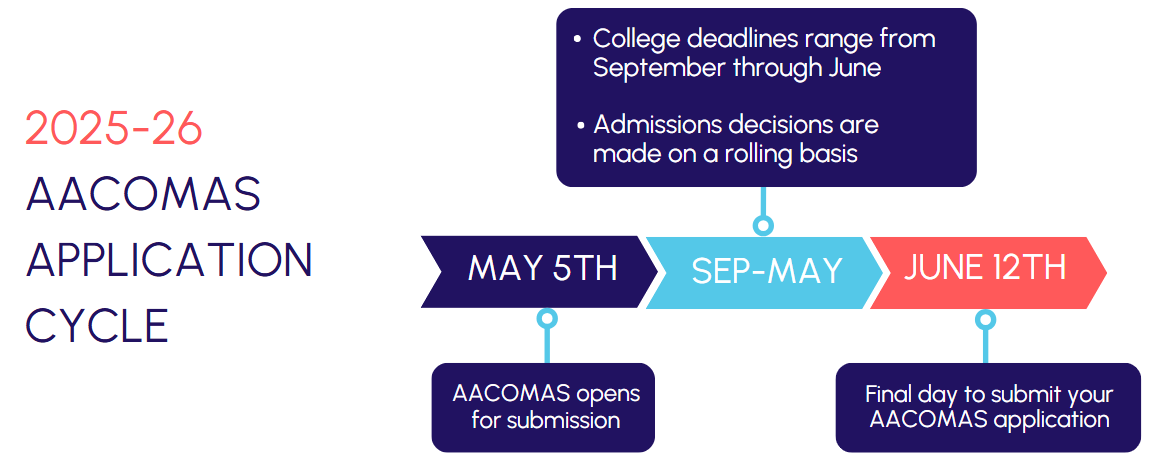 2025-26
AACOMAS
APPLICATION
CYCLE
• College deadlines range from
September through June
• Admissions decisions are
made on a rolling basis
MAY 5TH
SEP-MAY
JUNE 12TH
AACOMAS opens
for submission
Final day to submit your
AACOMAS application